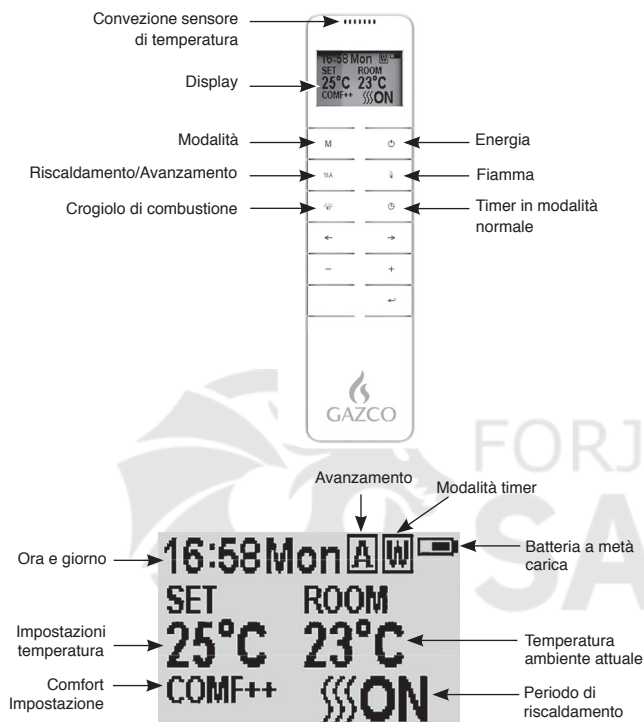 Convezione sensore
di temperatura
Display
16:58 Mon W
SET ROOM
25°C 23°C
COMF++ ON
Modalità
M
Energia
Riscaldamento/Avanzamento
Fiamma
Crogiolo di combustione
Timer in modalità
normale
← →
− +
↵
GAZCO
FORJ
SA
Avanzamento
Modalità timer
Ora e giorno
16:58Mon A W
Batteria a metà
carica
SET ROOM
Impostazioni
temperatura
25°C 23°C
Temperatura
ambiente attuale
Comfort
Impostazione
COMF++ ON
Periodo di
riscaldamento